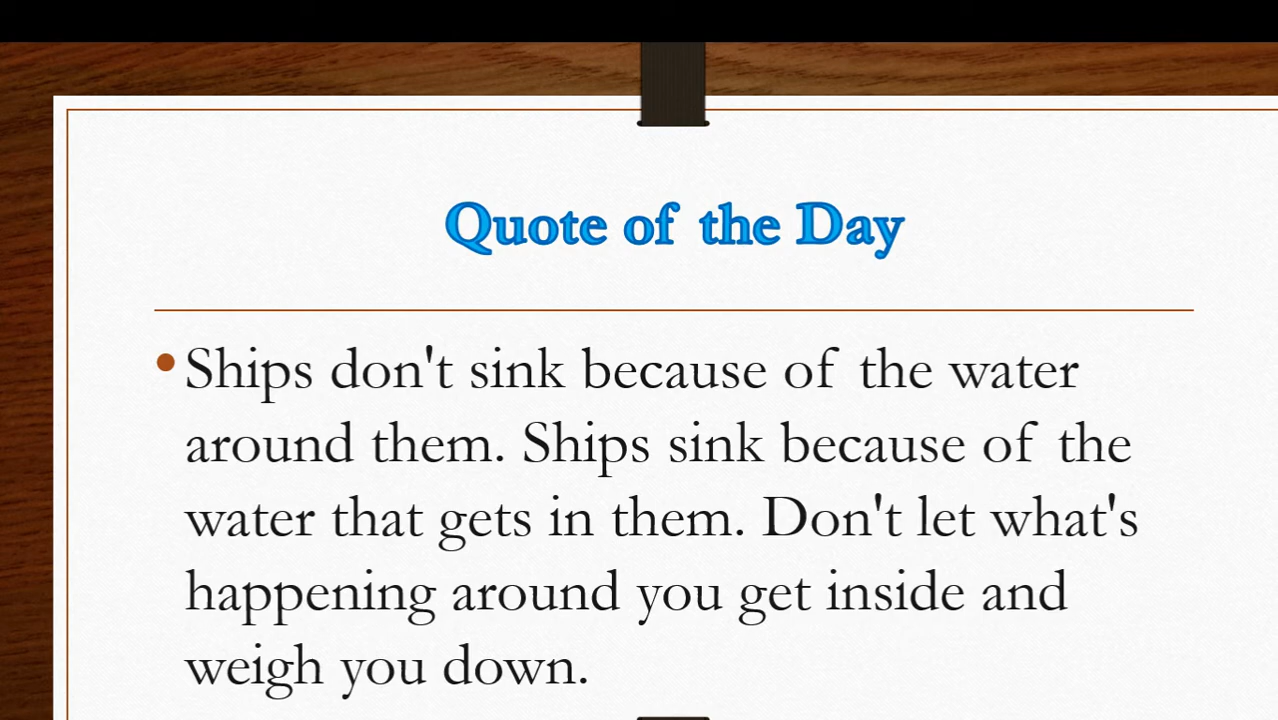 Quote of the Day
•Ships don't sink because of the water
around them. Ships sink because of the
water that gets in them. Don't let what's
happening around you get inside and
weigh you down.